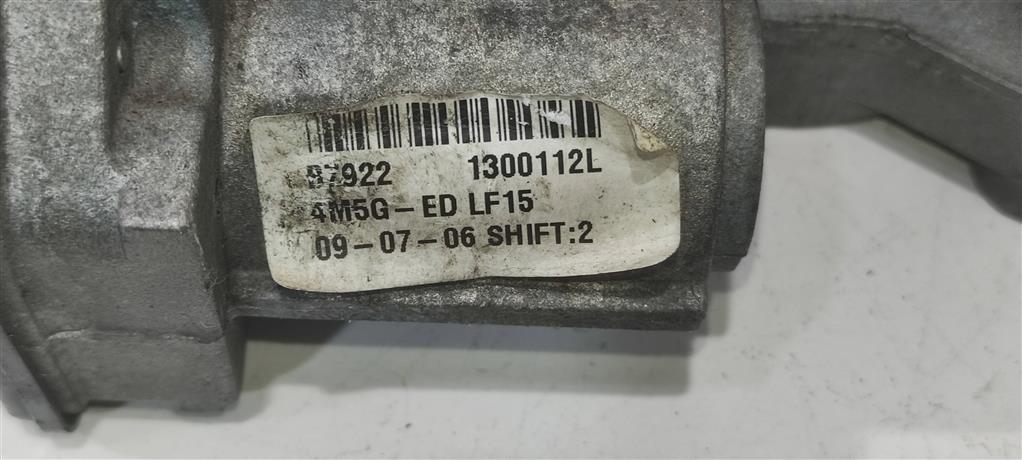 B7922 1300112L
4M5G-ED LF15
09-07-06 SHIFT:2